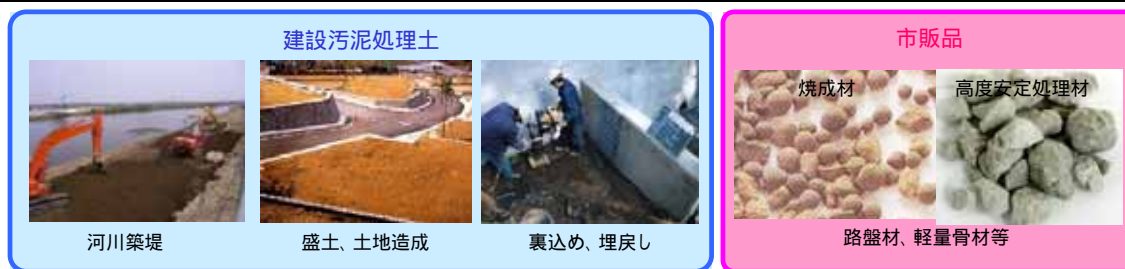 建設汚泥処理土
河川築堤
盛土、土地造成
裏込め、埋戻し
市販品
焼成材
高度安定処理材
路盤材、軽量骨材等